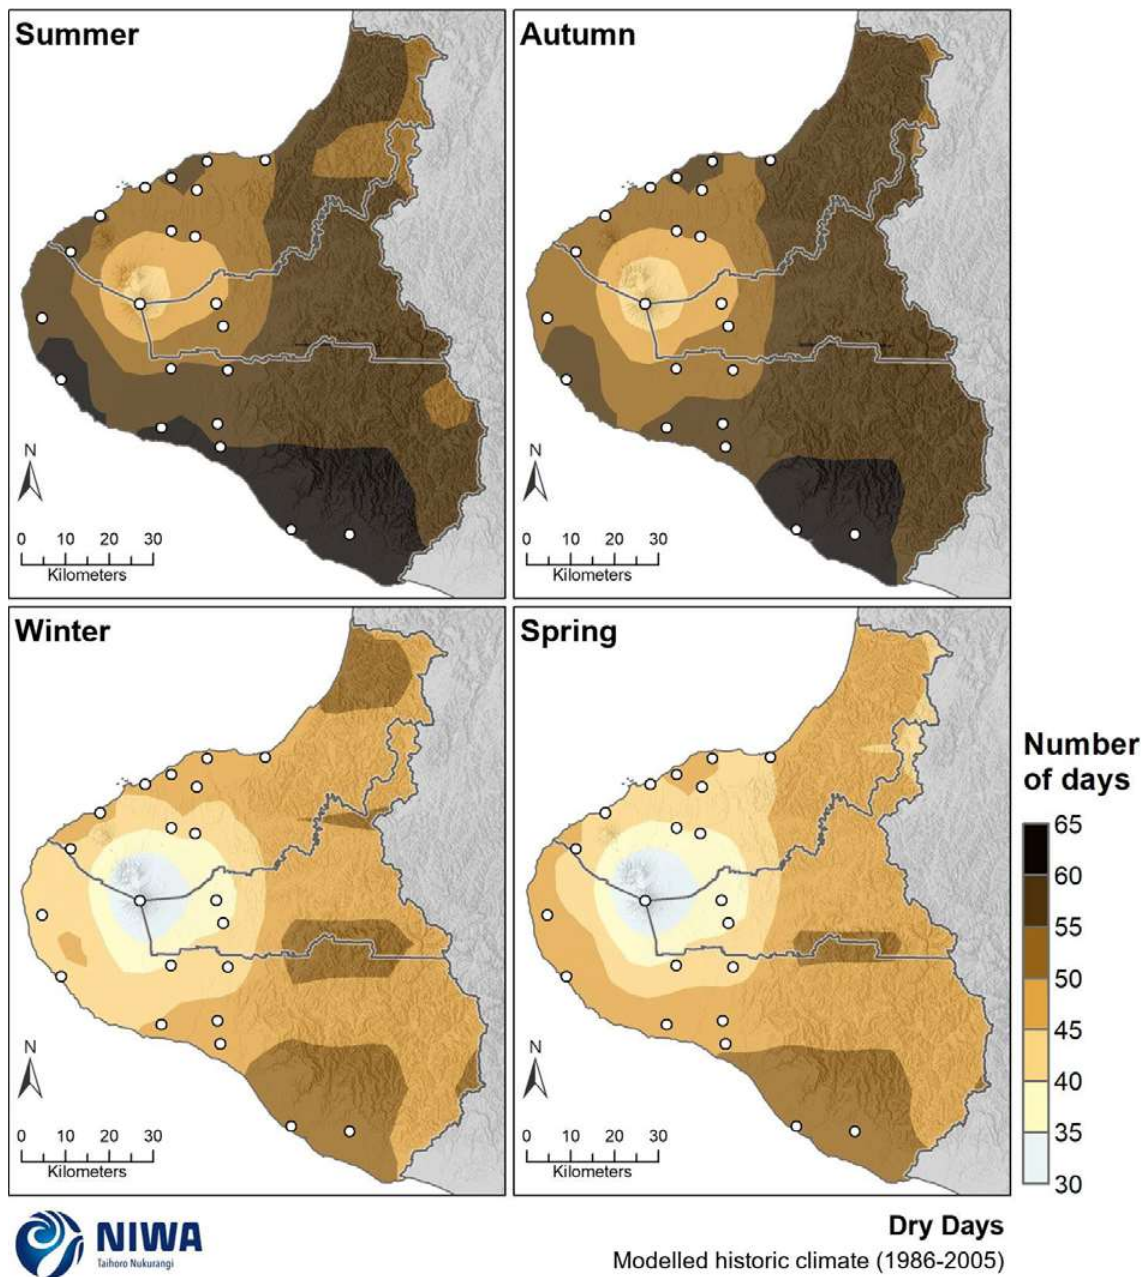 Summer
N
0 10 20 30
Kilometers
Autumn
N
0 10 20 30
Kilometers
Winter
N
0 10 20 30
Kilometers
Spring
N
0 10 20 30
Kilometers
Number
of days
65
60
55
50
45
40
35
30
NIWA
Taihoro Nukurangi
Dry Days
Modelled historic climate (1986-2005)